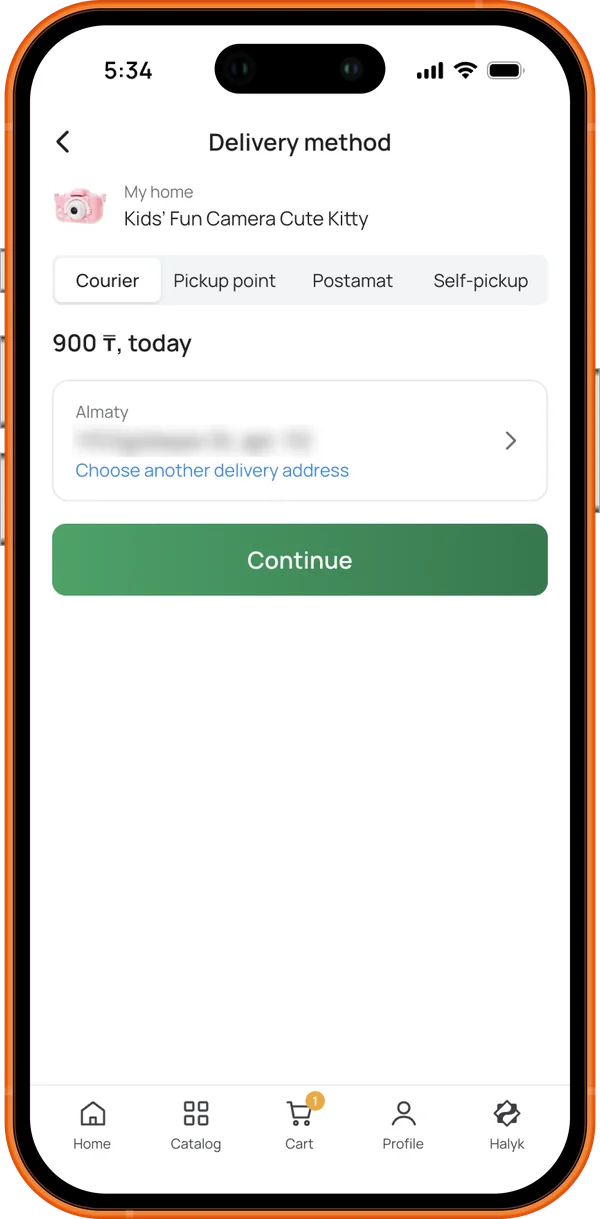 5:34
Delivery method
My home
Kids’ Fun Camera Cute Kitty
Courier Pickup point Postamat Self-pickup
900 ₸, today
Almaty
Choose another delivery address
Continue
1
Home Catalog Cart Profile Halyk